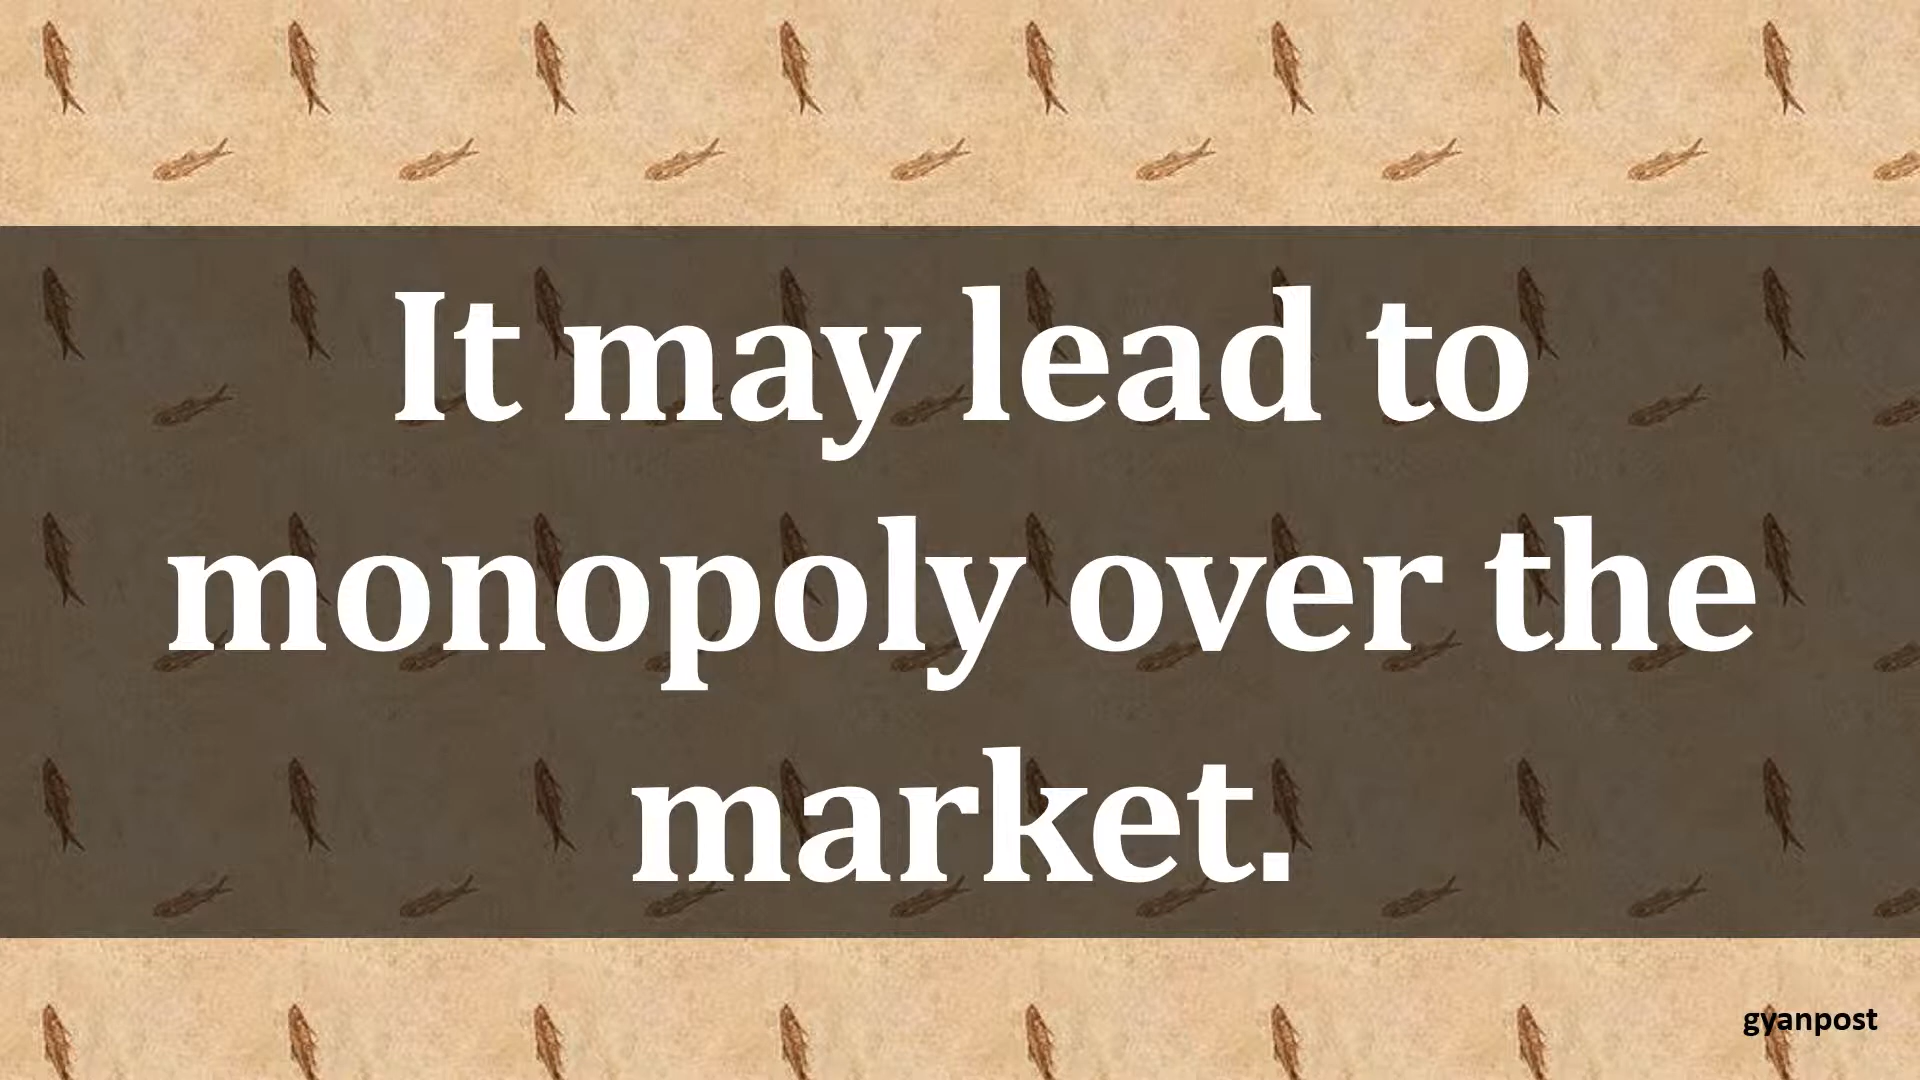 It may lead to
monopoly over the
market.
gyanpost